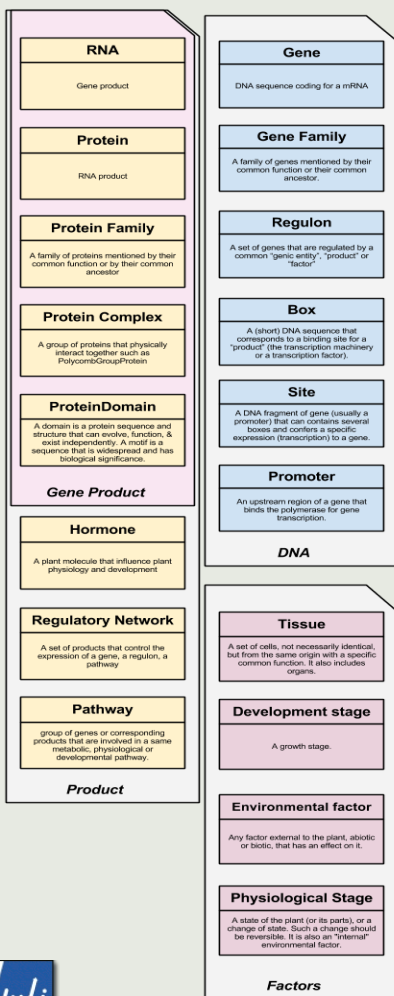 RNA
Gene product
Protein
RNA product
Protein Family
A family of proteins mentioned by their
common function or by their common
ancestor
Protein Complex
A group of proteins that physically
interact together such as
PolycombGroupProtein
ProteinDomain
A domain is a protein sequence and
structure that can evolve, function, &
exist independently. A motif is a
sequence that is widespread and has
biological significance.
Gene Product
Hormone
A plant molecule that influence plant
physiology and development
Regulatory Network
A set of products that control the
expression of a gene, a regulon, a
pathway
Pathway
group of genes or corresponding
products that are involved in a same
metabolic, physiological or
developmental pathway.
Product
Gene
DNA sequence coding for a mRNA
Gene Family
A family of genes mentioned by their
common function or their common
ancestor.
Regulon
A set of genes that are regulated by a
common “genic entity”, “product” or
“factor”
Box
A (short) DNA sequence that
corresponds to a binding site for a
“product” (the transcription machinery
or a transcription factor).
Site
A DNA fragment of gene (usually a
promoter) that can contains several
boxes and confers a specific
expression (transcription) to a gene.
Promoter
An upstream region of a gene that
binds the polymerase for gene
transcription.
DNA
Tissue
A set of cells, not necessarily identical,
but from the same origin with a specific
common function. It also includes
organs.
Development stage
A growth stage.
Environmental factor
Any factor external to the plant, abiotic
or biotic, that has an effect on it.
Physiological Stage
A state of the plant (or its parts), or a
change of state. Such a change should
be reversible. It is also an "internal"
environmental factor.
Factors